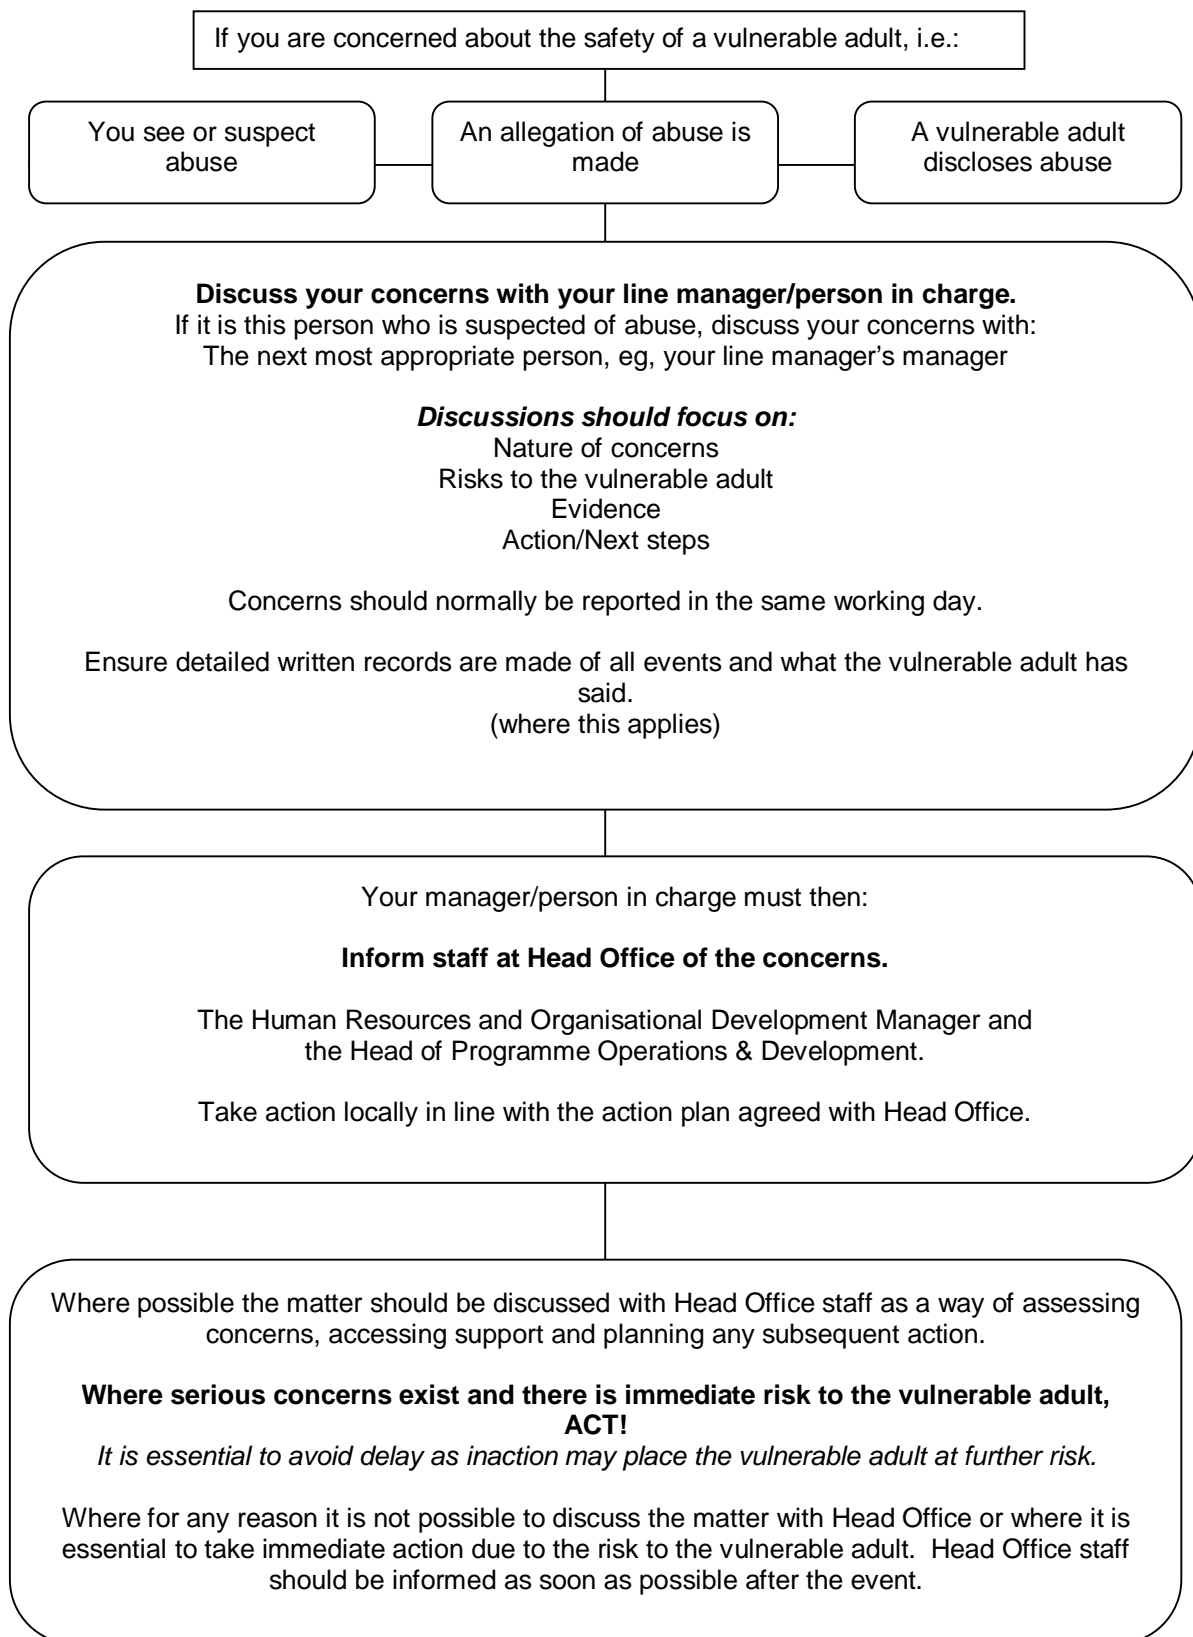 If you are concerned about the safety of a vulnerable adult, i.e.:
You see or suspect
abuse
An allegation of abuse is
made
A vulnerable adult
discloses abuse
Discuss your concerns with your line manager/person in charge.
If it is this person who is suspected of abuse, discuss your concerns with:
The next most appropriate person, eg, your line manager's manager
Discussions should focus on:
Nature of concerns
Risks to the vulnerable adult
Evidence
Action/Next steps
Concerns should normally be reported in the same working day.
Ensure detailed written records are made of all events and what the vulnerable adult has
said.
(where this applies)
Your manager/person in charge must then:
Inform staff at Head Office of the concerns.
The Human Resources and Organisational Development Manager and
the Head of Programme Operations & Development.
Take action locally in line with the action plan agreed with Head Office.
Where possible the matter should be discussed with Head Office staff as a way of assessing
concerns, accessing support and planning any subsequent action.
Where serious concerns exist and there is immediate risk to the vulnerable adult,
ACT!
It is essential to avoid delay as inaction may place the vulnerable adult at further risk.
Where for any reason it is not possible to discuss the matter with Head Office or where it is
essential to take immediate action due to the risk to the vulnerable adult.  Head Office staff
should be informed as soon as possible after the event.